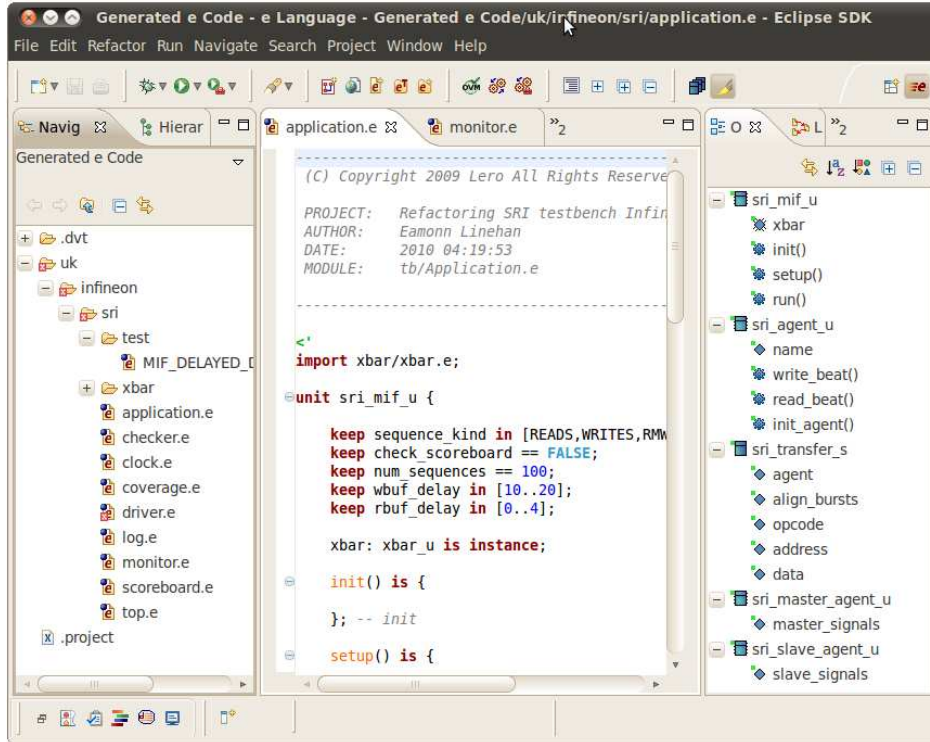 Generated e Code - e Language - Generated e Code/uk/infineon/sri/application.e - Eclipse SDK
File Edit Refactor Run Navigate Search Project Window Help
Navig
Hierar
Generated e Code
.dvt
uk
infineon
sri
test
MIF_DELAYED_D
xbar
application.e
checker.e
clock.e
coverage.e
driver.e
log.e
monitor.e
scoreboard.e
top.e
.project
application.e
monitor.e
»2
(C) Copyright 2009 Lero All Rights Reserve
PROJECT: Refactoring SRI testbench Infin
AUTHOR: Eamonn Linehan
DATE: 2010 04:19:53
MODULE: tb/Application.e
<'
import xbar/xbar.e;
unit sri_mif_u {
keep sequence_kind in [READS,WRITES,RMW
keep check_scoreboard == FALSE;
keep num_sequences == 100;
keep wbuf_delay in [10..20];
keep rbuf_delay in [0..4];
xbar: xbar_u is instance;
init() is {
}; -- init
setup() is {
O
L
»2
sri_mif_u
xbar
init()
setup()
run()
sri_agent_u
name
write_beat()
read_beat()
init_agent()
sri_transfer_s
agent
align_bursts
opcode
address
data
sri_master_agent_u
master_signals
sri_slave_agent_u
slave_signals